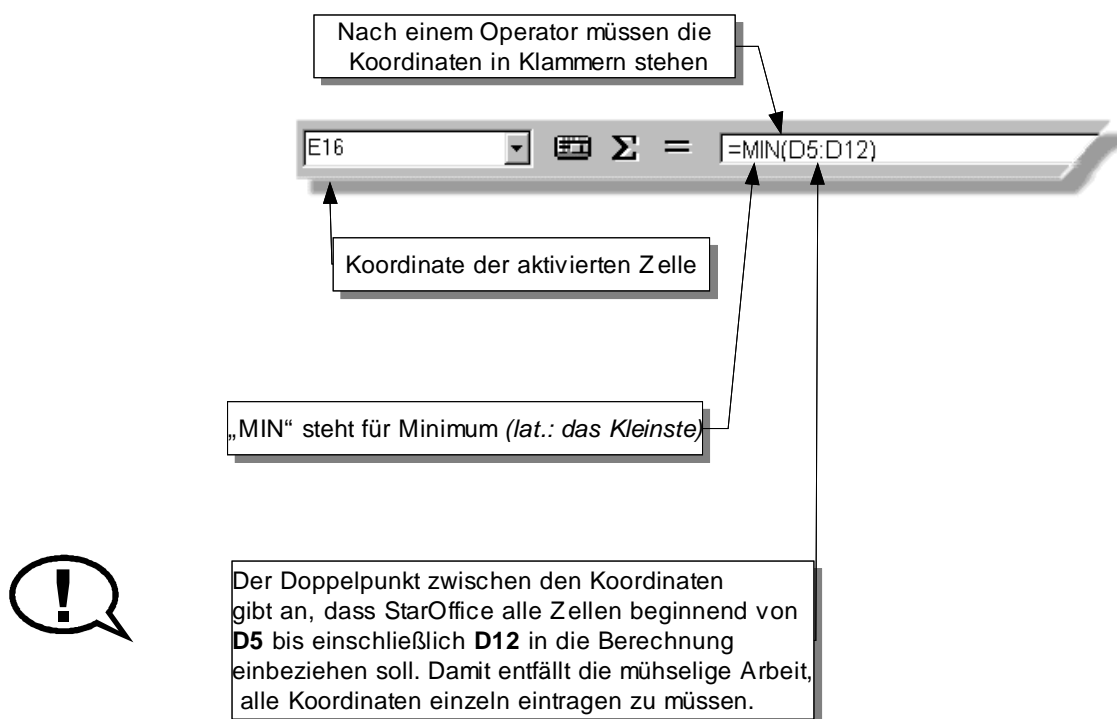 Nach einem Operator müssen die
Koordinaten in Klammern stehen
E16
Σ =
=MIN(D5:D12)
Koordinate der aktivierten Zelle
„MIN“ steht für Minimum (lat.: das Kleinste)
!
Der Doppelpunkt zwischen den Koordinaten
gibt an, dass StarOffice alle Zellen beginnend von
D5 bis einschließlich D12 in die Berechnung
einbeziehen soll. Damit entfällt die mühselige Arbeit,
alle Koordinaten einzeln eintragen zu müssen.